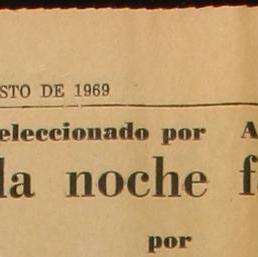 STO DE 1969
eleccionado por A
la noche f
por